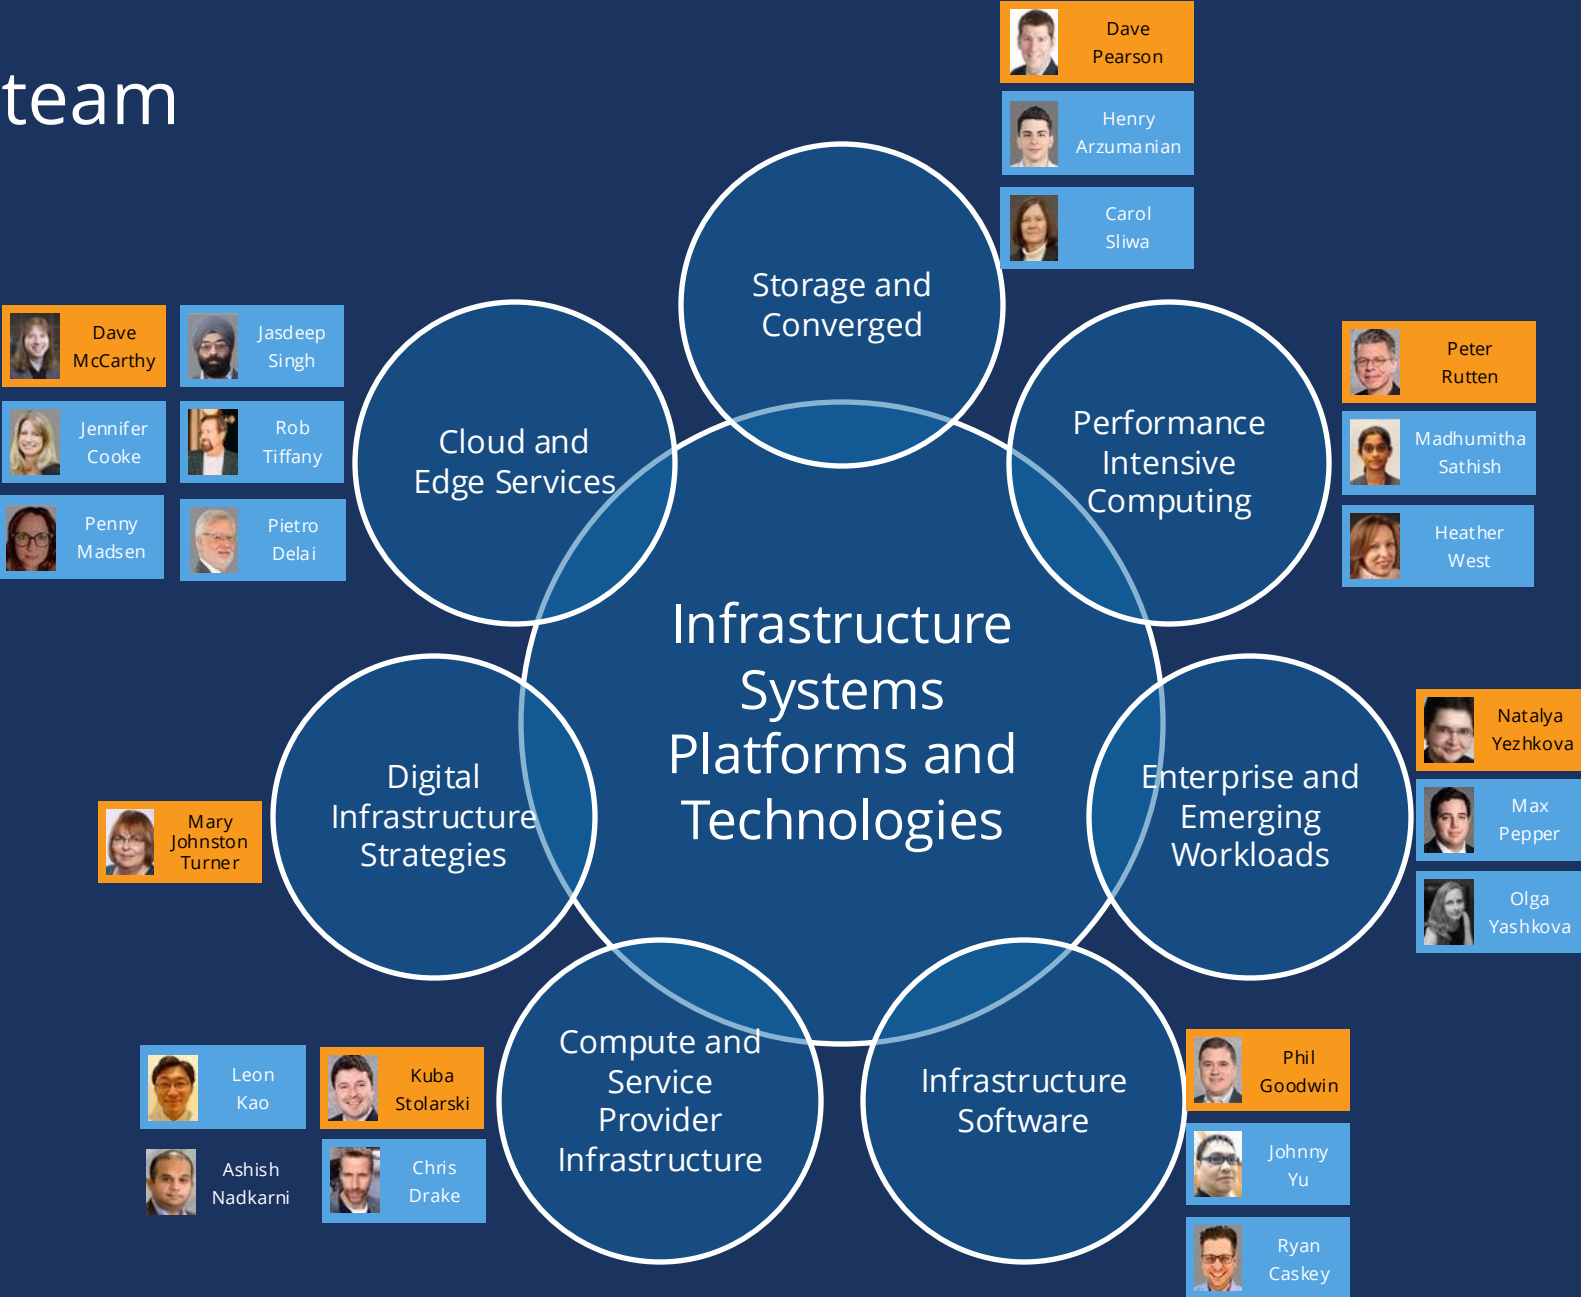 team
Dave
Pearson
Henry
Arzumanian
Carol
Sliwa
Storage and
Converged
Dave
McCarthy
Jasdeep
Singh
Jennifer
Cooke
Rob
Tiffany
Penny
Madsen
Pietro
Delai
Cloud and
Edge Services
Performance
Intensive
Computing
Peter
Rutten
Madhumitha
Sathish
Heather
West
Infrastructure
Systems
Platforms and
Technologies
Digital
Infrastructure
Strategies
Mary
Johnston
Turner
Enterprise and
Emerging
Workloads
Natalya
Yezhkova
Max
Pepper
Olga
Yashkova
Leon
Kao
Kuba
Stolarski
Ashish
Nadkarni
Chris
Drake
Compute and
Service
Provider
Infrastructure
Infrastructure
Software
Phil
Goodwin
Johnny
Yu
Ryan
Caskey